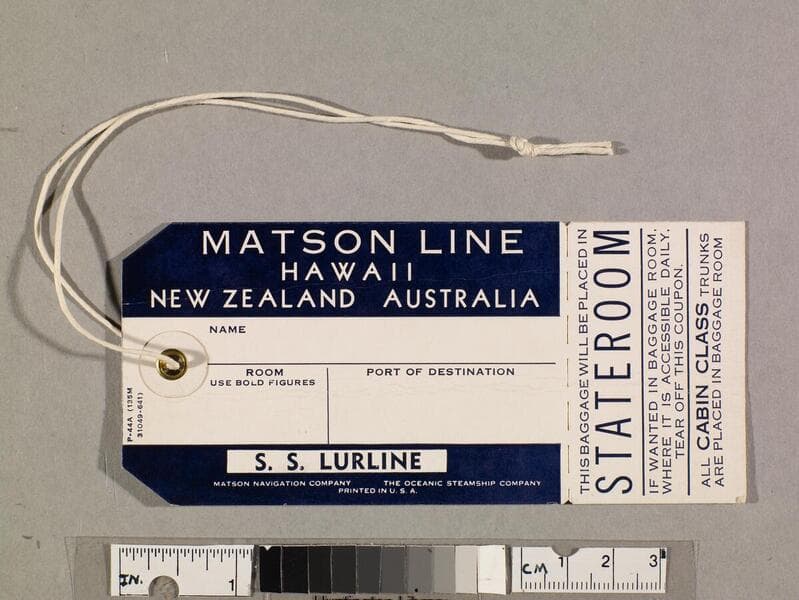 MATSON LINE
HAWAII
NEW ZEALAND AUSTRALIA
NAME
ROOM
USE BOLD FIGURES
PORT OF DESTINATION
P-44A (135M
31049-641)
S. S. LURLINE
MATSON NAVIGATION COMPANY THE OCEANIC STEAMSHIP COMPANY
PRINTED IN U. S. A.
THIS BAGGAGE WILL BE PLACED IN
STATEROOM
IF WANTED IN BAGGAGE ROOM,
WHERE IT IS ACCESSIBLE DAILY,
TEAR OFF THIS COUPON.
ALL CABIN CLASS TRUNKS
ARE PLACED IN BAGGAGE ROOM
IN. 1
CM 1 2 3